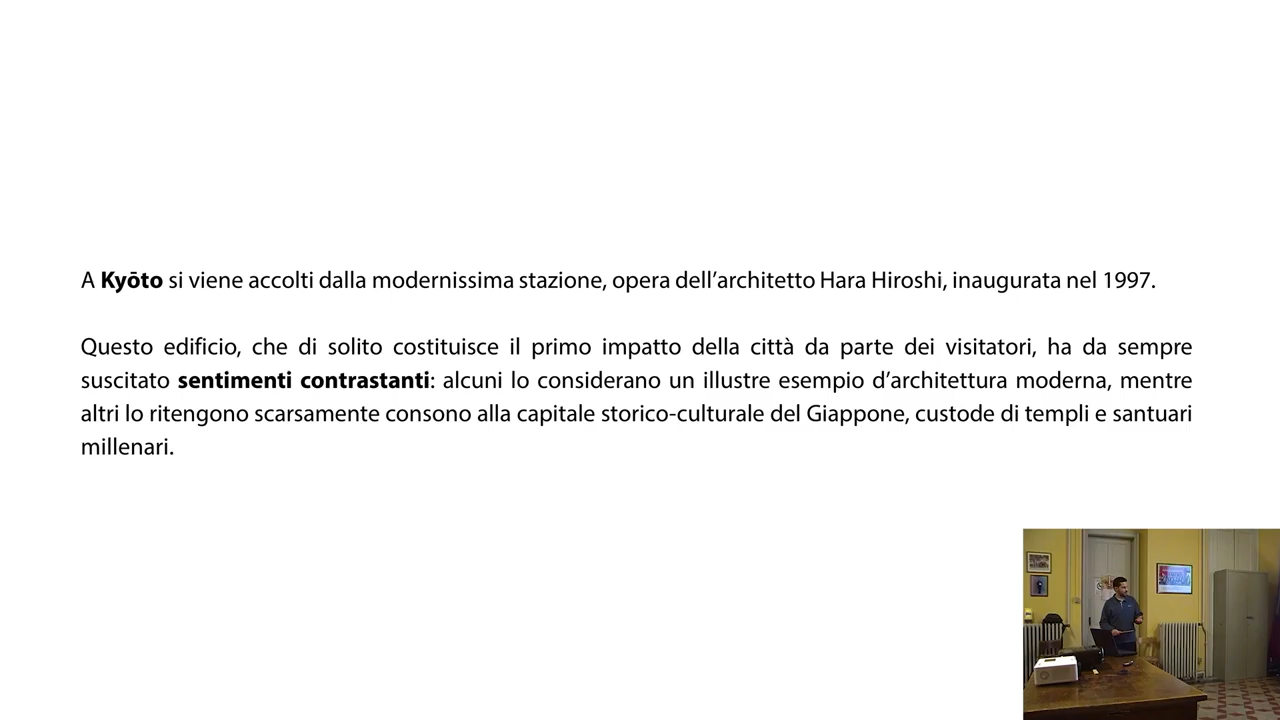 A Kyōto si viene accolti dalla modernissima stazione, opera dell’architetto Hara Hiroshi, inaugurata nel 1997.
Questo edificio, che di solito costituisce il primo impatto della città da parte dei visitatori, ha da sempre
suscitato sentimenti contrastanti: alcuni lo considerano un illustre esempio d’architettura moderna, mentre
altri lo ritengono scarsamente consono alla capitale storico-culturale del Giappone, custode di templi e santuari
millenari.